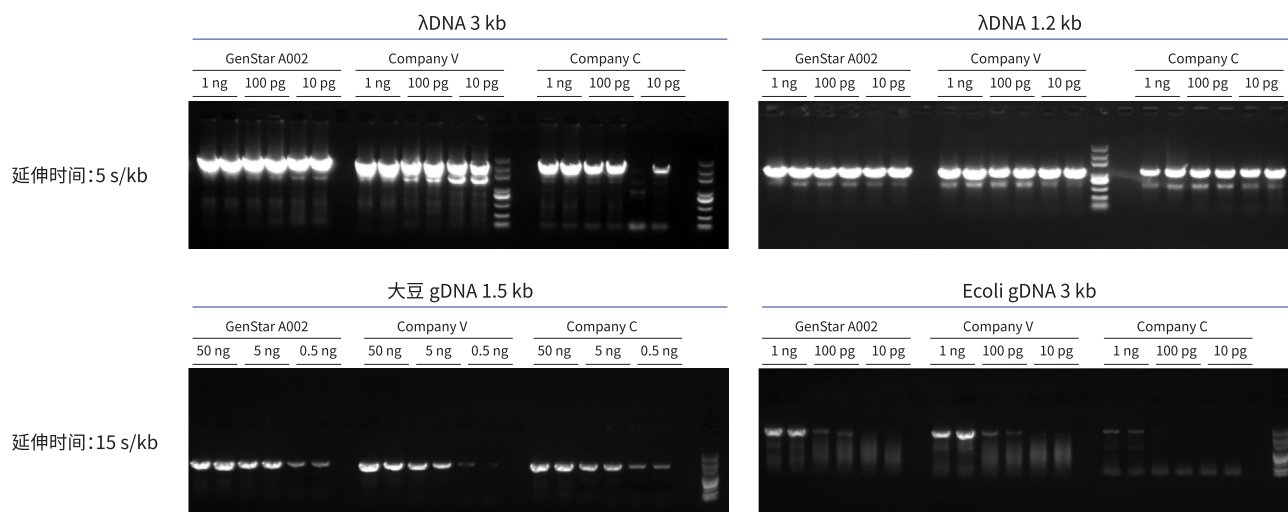 λDNA 3 kb
GenStar A002 Company V Company C
1 ng 100 pg 10 pg 1 ng 100 pg 10 pg 1 ng 100 pg 10 pg
λDNA 1.2 kb
GenStar A002 Company V Company C
1 ng 100 pg 10 pg 1 ng 100 pg 10 pg 1 ng 100 pg 10 pg
延伸时间:5 s/kb
大豆 gDNA 1.5 kb
GenStar A002 Company V Company C
50 ng 5 ng 0.5 ng 50 ng 5 ng 0.5 ng 50 ng 5 ng 0.5 ng
Ecoli gDNA 3 kb
GenStar A002 Company V Company C
1 ng 100 pg 10 pg 1 ng 100 pg 10 pg 1 ng 100 pg 10 pg
延伸时间:15 s/kb